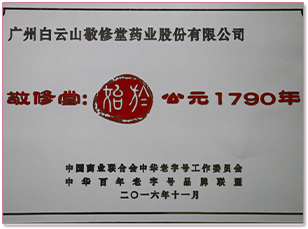 广州白云山敬修堂药业股份有限公司
敬修堂：始於 公元1790年
中国商业联合会中华老字号工作委员会
中华百年老字号品牌联盟
二〇一六年十一月